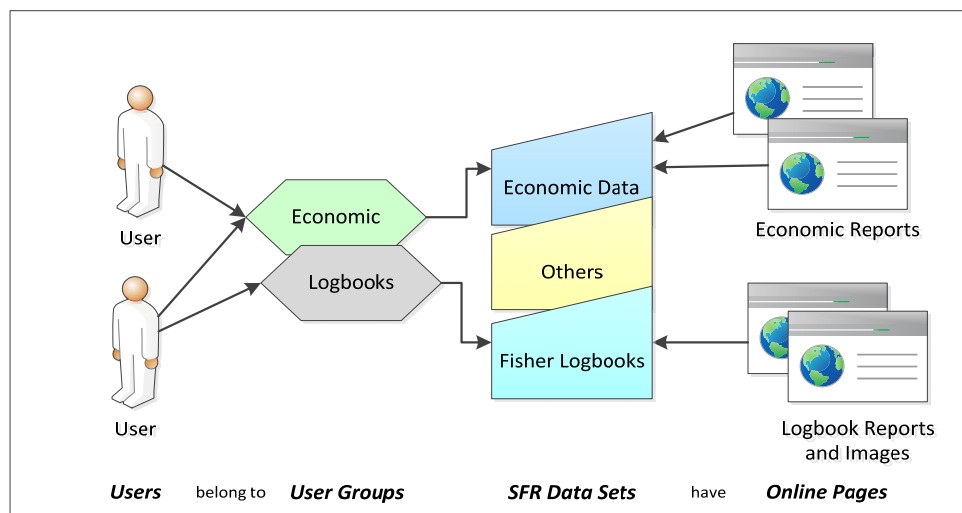 User
User
Economic
Logbooks
Economic Data
Others
Fisher Logbooks
Economic Reports
Logbook Reports
and Images
Users belong to User Groups SFR Data Sets have Online Pages